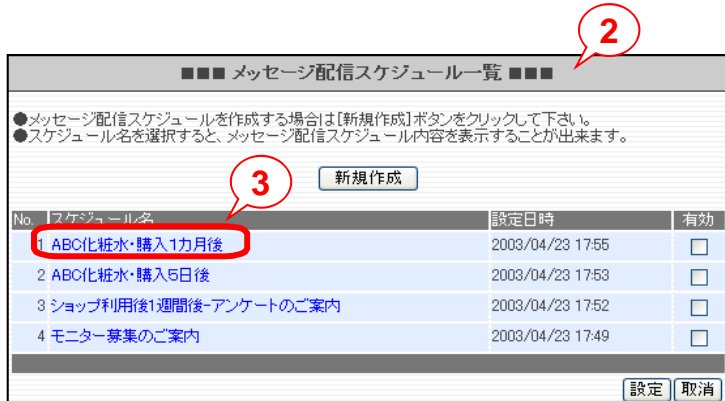 2
■■■ メッセージ配信スケジュール一覧 ■■■
●メッセージ配信スケジュールを作成する場合は[新規作成]ボタンをクリックして下さい。
●スケジュール名を選択すると、メッセージ配信スケジュール内容を表示することが出来ます。
3
新規作成
No. スケジュール名 設定日時 有効
1 ABC化粧水・購入1カ月後 2003/04/23 17:55
2 ABC化粧水・購入5日後 2003/04/23 17:53
3 ショップ利用後1週間後-アンケートのご案内 2003/04/23 17:52
4 モニター募集のご案内 2003/04/23 17:49
設定 取消